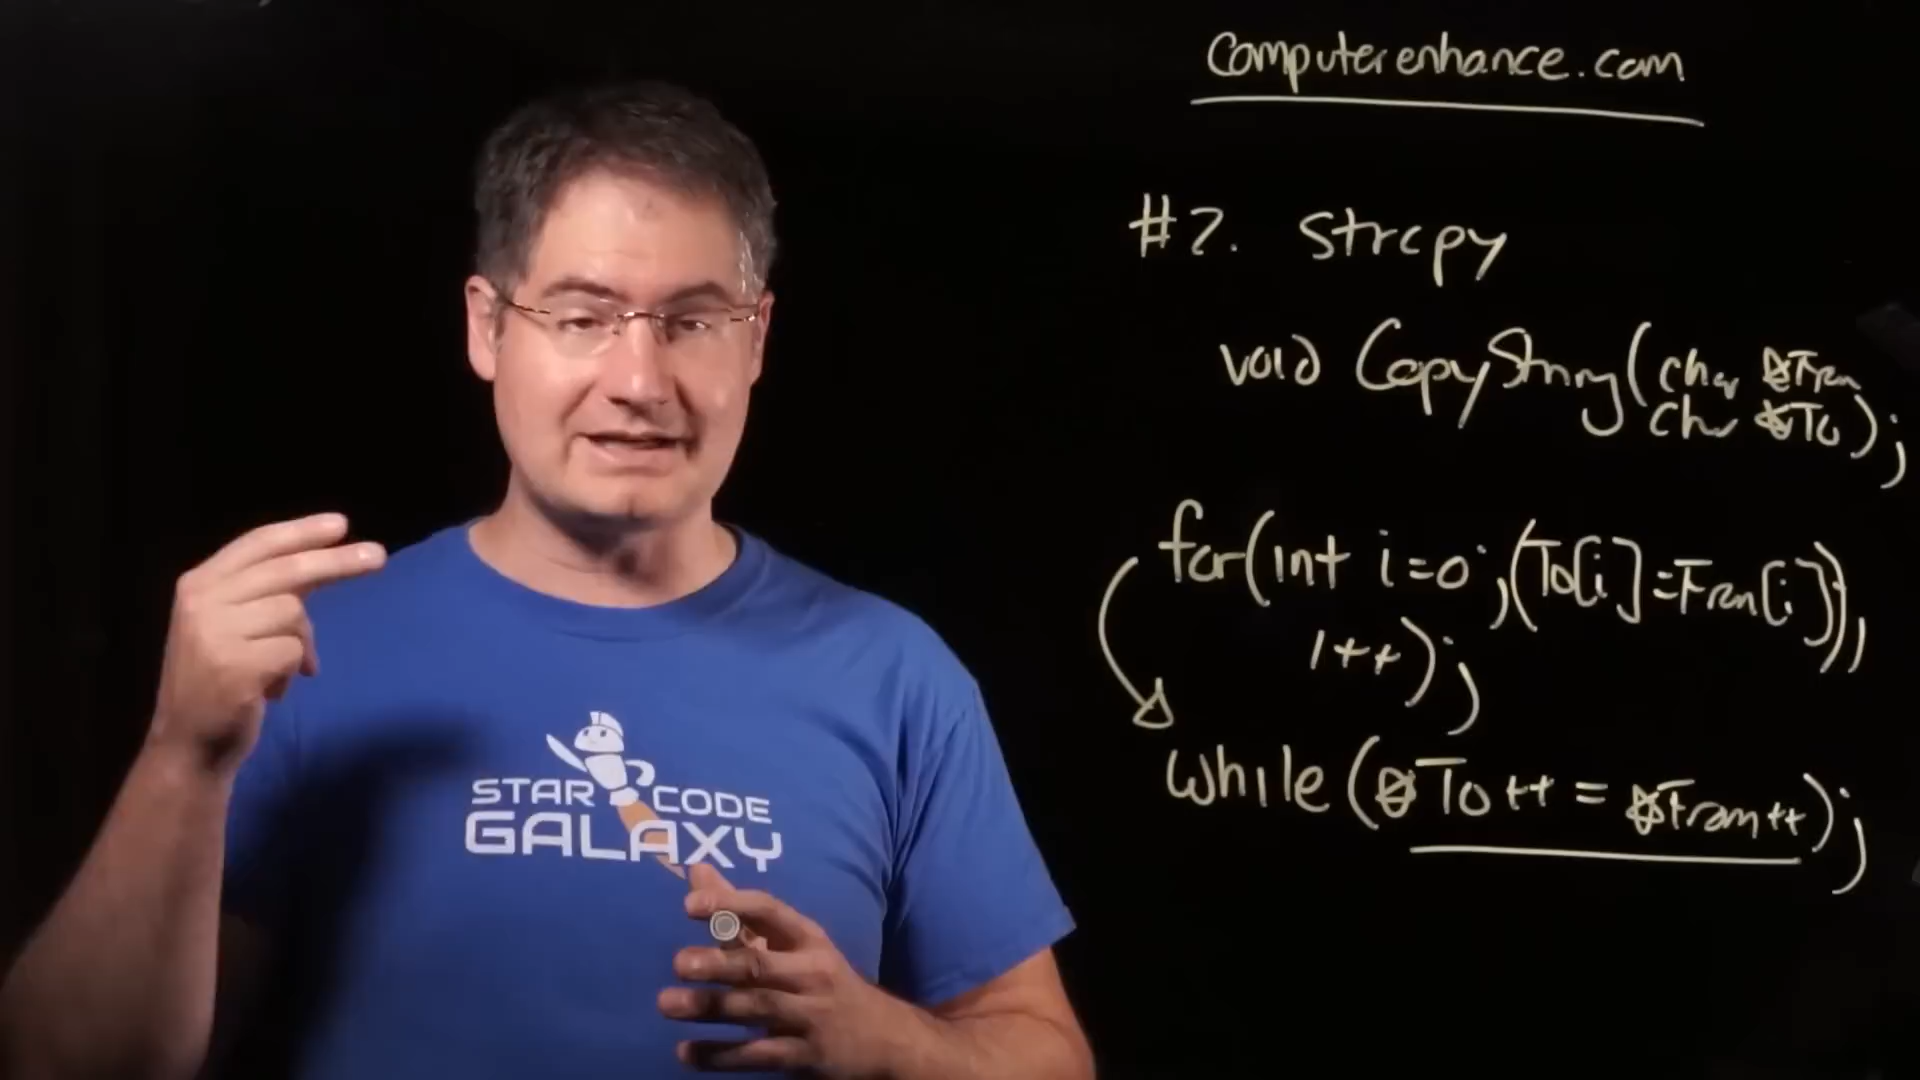 computerenhance.com
#2. strcpy
void CopyString(char *From
char *To);
for(int i=0;(To[i]=From[i]);
i++);
while (*To++ = *From++);
STAR CODE
GALAXY